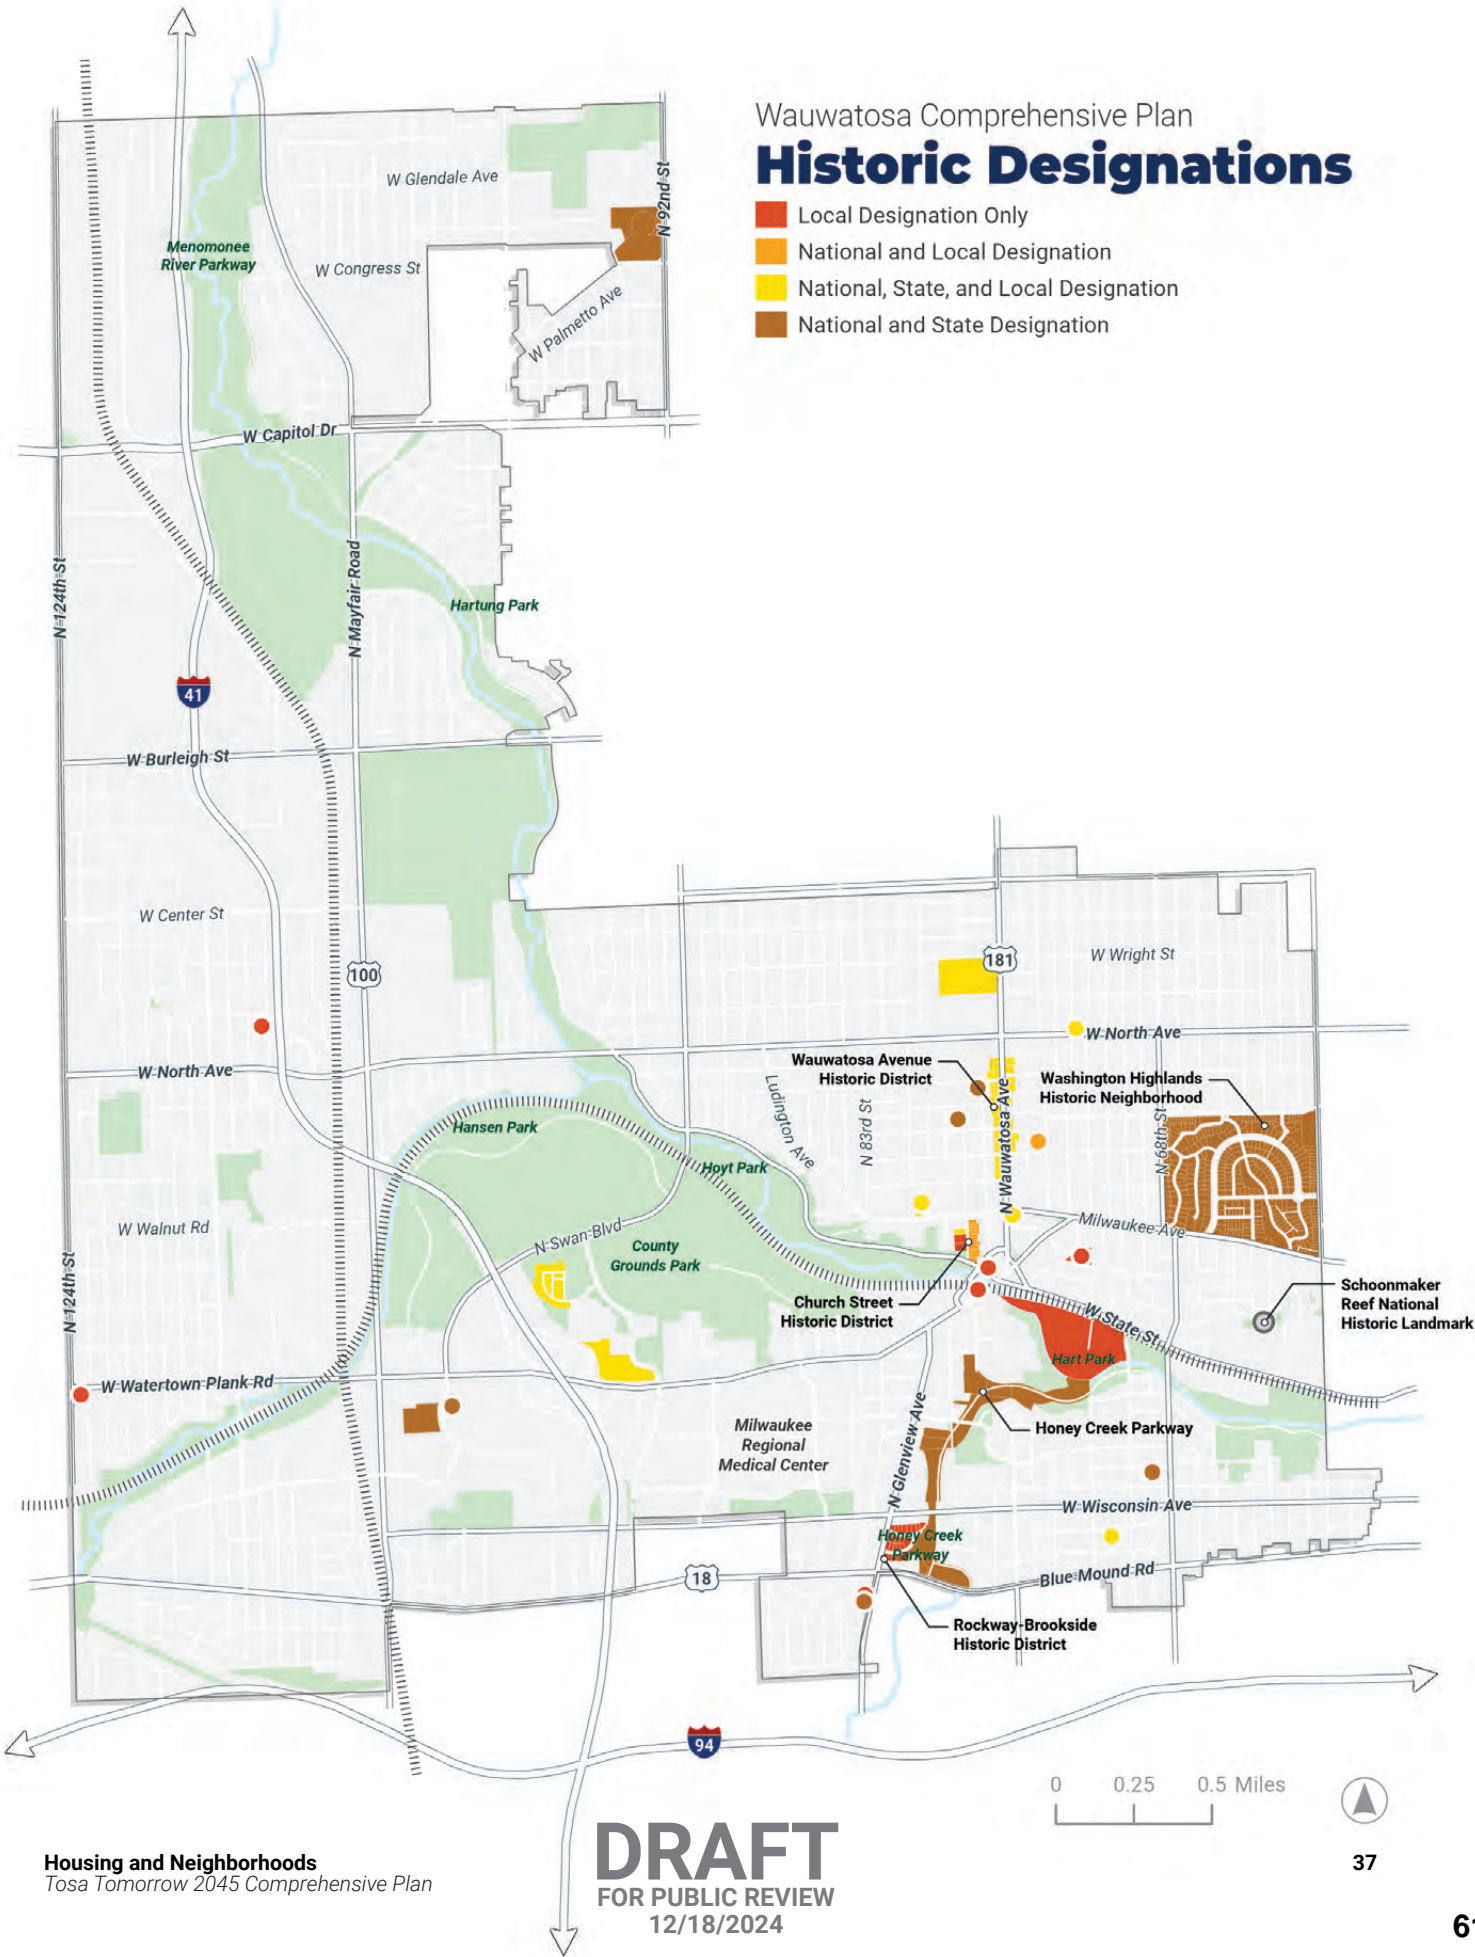 Wauwatosa Comprehensive Plan
Historic Designations
Local Designation Only
National and Local Designation
National, State, and Local Designation
National and State Designation
W Glendale Ave
N 92nd St
Menomonee
River Parkway
W Congress St
W Palmetto Ave
W Capitol Dr
N 124th St
N Mayfair Road
Hartung Park
41
W Burleigh St
W Center St
100
181
W Wright St
W North Ave
W North Ave
Wauwatosa Avenue
Historic District
Washington Highlands
Historic Neighborhood
Ludington Ave
N 83rd St
N Wauwatosa Ave
N 68th St
Hansen Park
Hoyt Park
W Walnut Rd
N Swan Blvd
County
Grounds Park
Milwaukee Ave
N 124th St
Church Street
Historic District
W State St
Schoonmaker
Reef National
Historic Landmark
Hart Park
W Watertown Plank Rd
Milwaukee
Regional
Medical Center
N Glenview Ave
Honey Creek Parkway
W Wisconsin Ave
Honey Creek
Parkway
18
Blue Mound Rd
Rockway-Brookside
Historic District
94
0 0.25 0.5 Miles
Housing and Neighborhoods
Tosa Tomorrow 2045 Comprehensive Plan
DRAFT
FOR PUBLIC REVIEW
12/18/2024
37